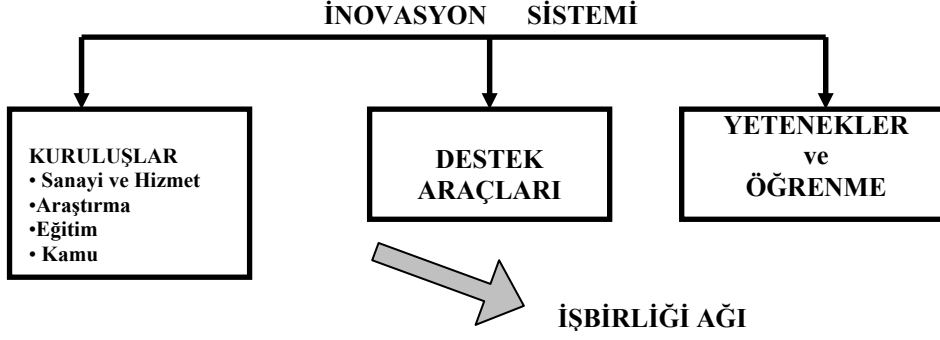 İNOVASYON SİSTEMİ
KURULUŞLAR
• Sanayi ve Hizmet
•Araştırma
•Eğitim
• Kamu
DESTEK
ARAÇLARI
YETENEKLER
ve
ÖĞRENME
İŞBİRLİĞİ AĞI